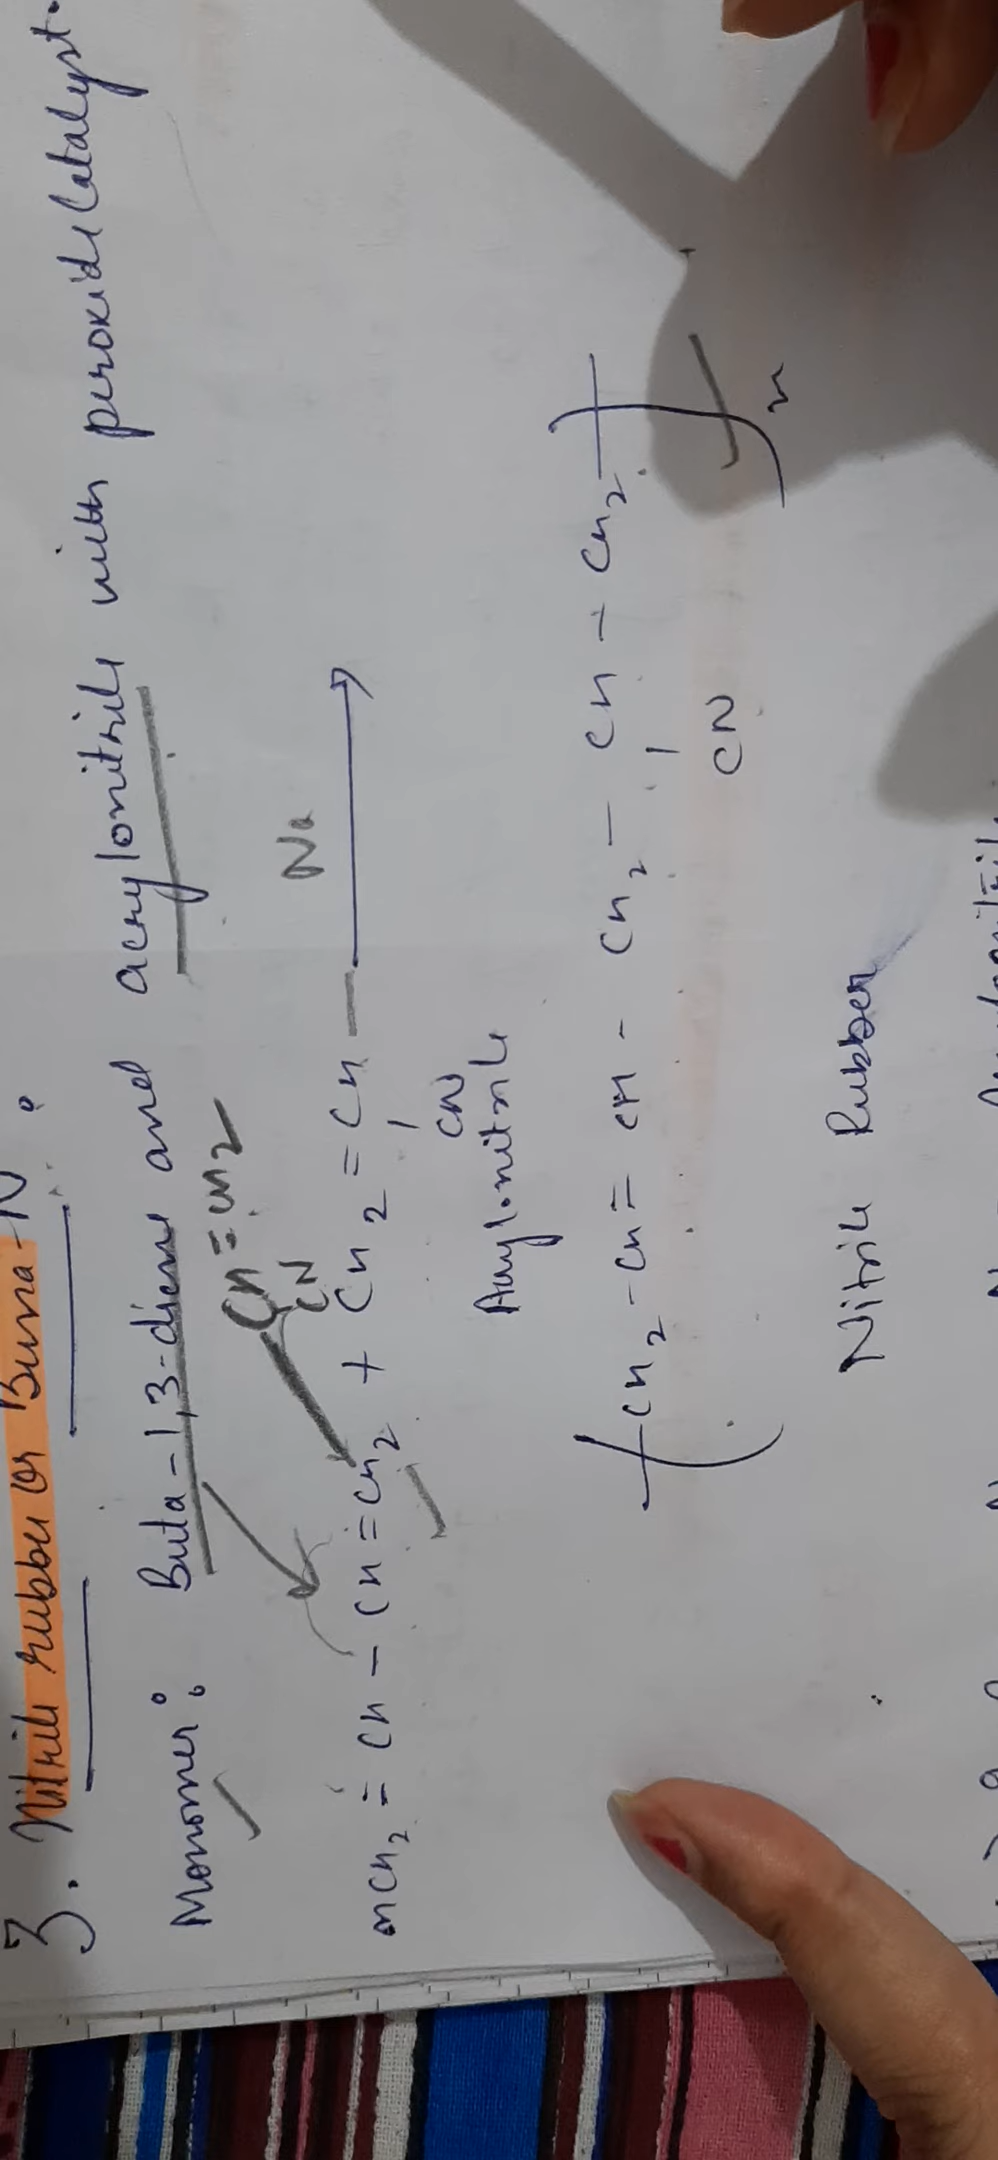 3. Nitrile rubber or Buna-N :
Monomer : Buta-1,3-diene and acrylonitrile with peroxide catalyst.
CH = CH2
CN
Na
nCH2 = CH - CH = CH2 + CH2 = CH
CN
Acrylonitrile
( CH2 - CH = CH - CH2 - CH - CH2 )n
CN
Nitrile Rubber